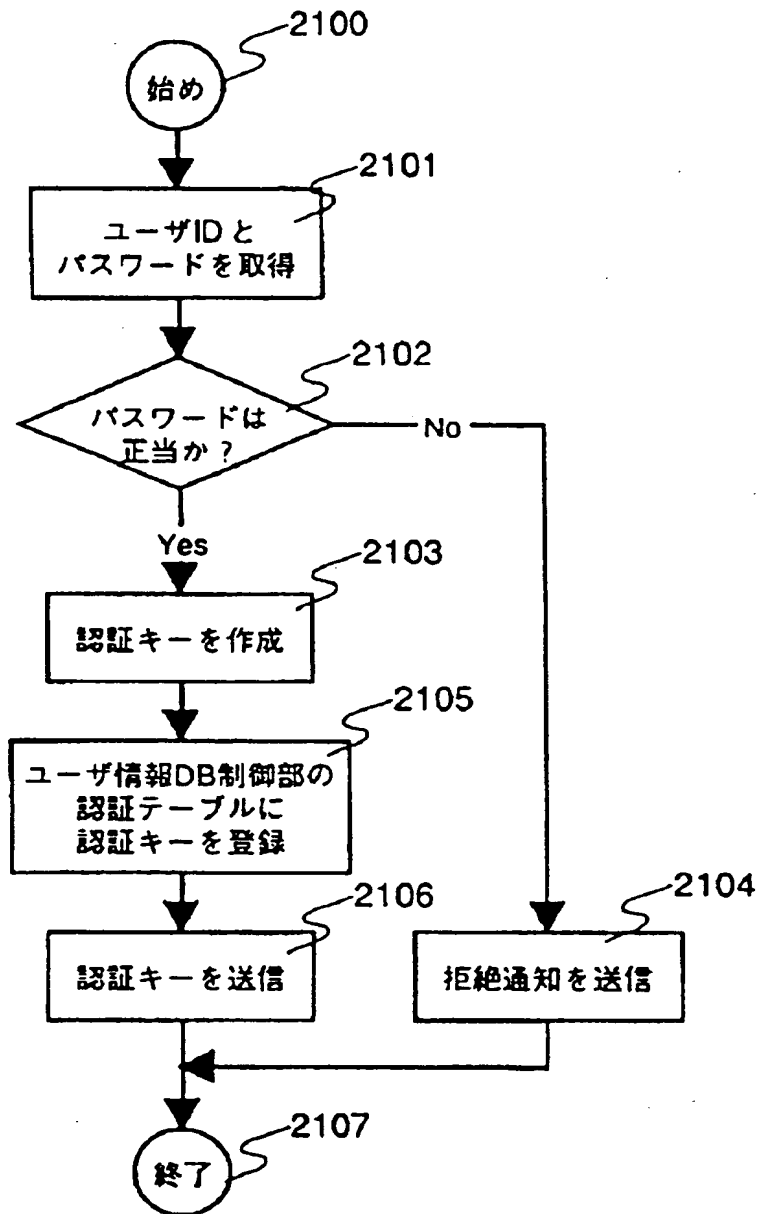 2100
始め
2101
ユーザIDと
パスワードを取得
2102
パスワードは
正当か?
No
Yes
2103
認証キーを作成
2105
ユーザ情報DB制御部の
認証テーブルに
認証キーを登録
2106
認証キーを送信
2104
拒絶通知を送信
2107
終了